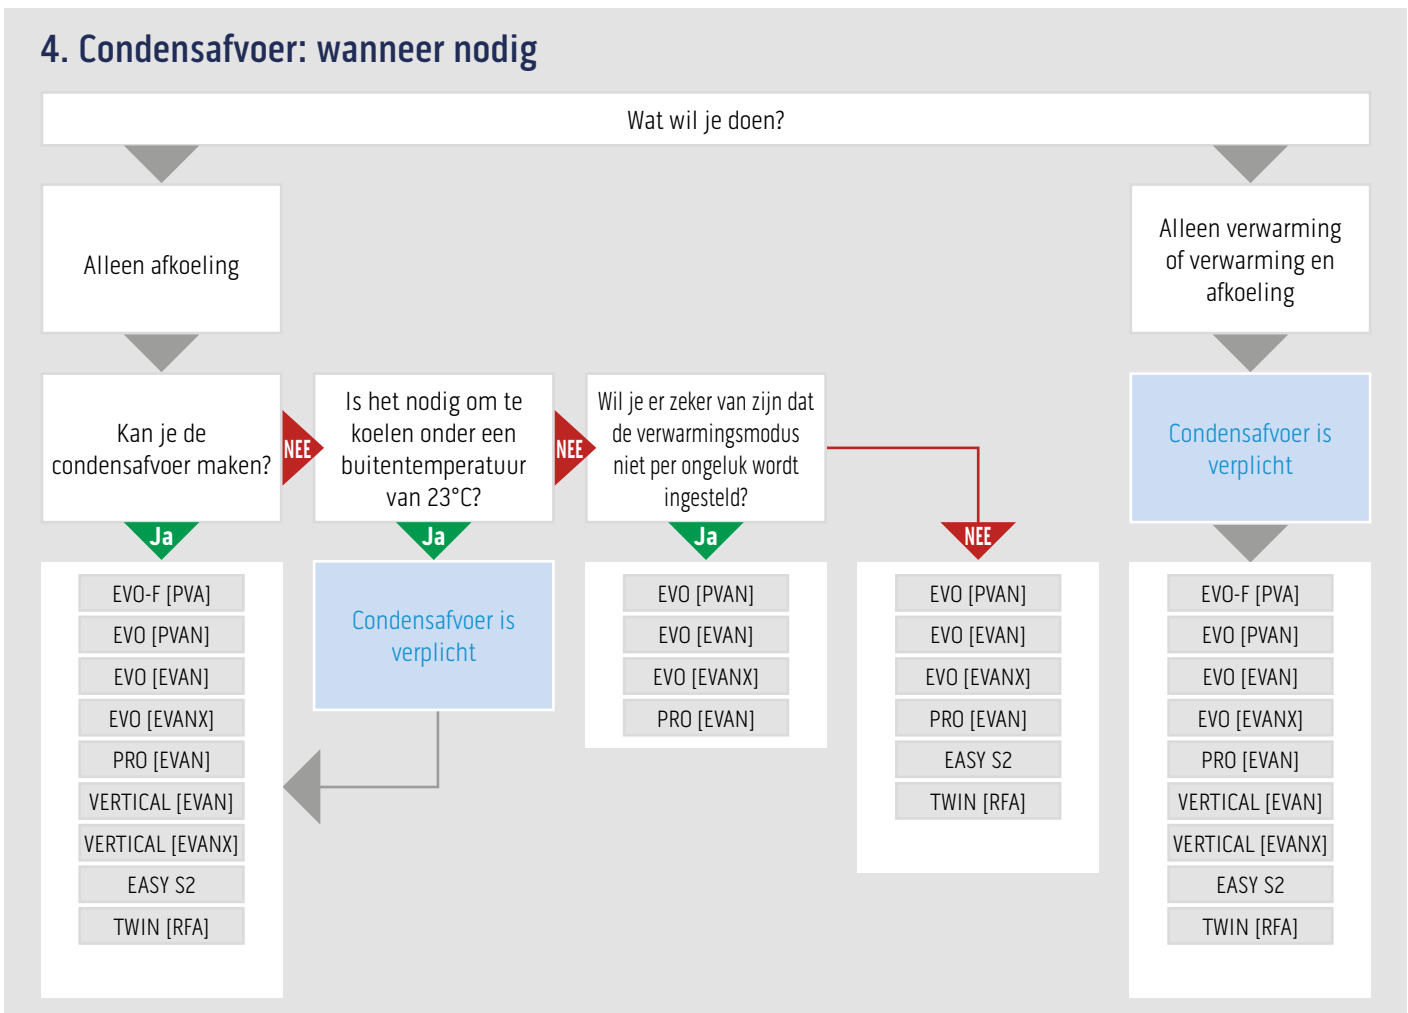 4. Condensafvoer: wanneer nodig
Wat wil je doen?
Alleen afkoeling
Alleen verwarming
of verwarming en
afkoeling
Kan je de
condensafvoer maken?
NEE
Is het nodig om te
koelen onder een
buitentemperatuur
van 23°C?
NEE
Wil je er zeker van zijn dat
de verwarmingsmodus
niet per ongeluk wordt
ingesteld?
Condensafvoer is
verplicht
Ja
Ja
Ja
NEE
EVO-F [PVA]
EVO [PVAN]
EVO [EVAN]
EVO [EVANX]
PRO [EVAN]
VERTICAL [EVAN]
VERTICAL [EVANX]
EASY S2
TWIN [RFA]
Condensafvoer is
verplicht
EVO [PVAN]
EVO [EVAN]
EVO [EVANX]
PRO [EVAN]
EVO [PVAN]
EVO [EVAN]
EVO [EVANX]
PRO [EVAN]
EASY S2
TWIN [RFA]
EVO-F [PVA]
EVO [PVAN]
EVO [EVAN]
EVO [EVANX]
PRO [EVAN]
VERTICAL [EVAN]
VERTICAL [EVANX]
EASY S2
TWIN [RFA]